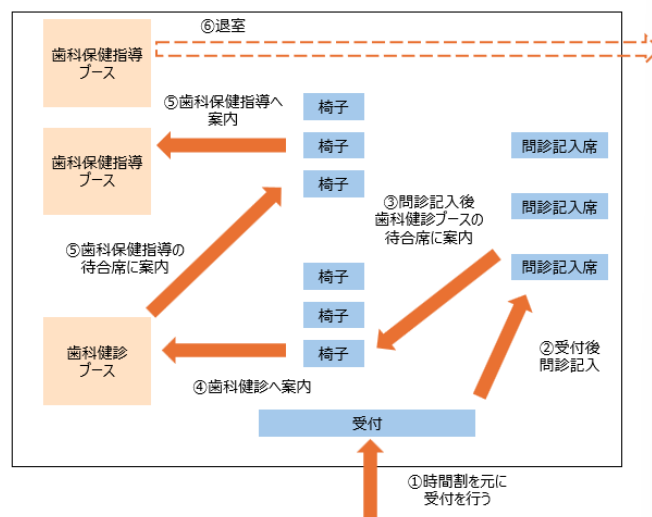 ⑥退室
歯科保健指導
ブース
⑤歯科保健指導へ
案内
椅子
椅子
椅子
歯科保健指導
ブース
問診記入席
問診記入席
問診記入席
③問診記入後
歯科健診ブースの
待合席に案内
⑤歯科保健指導の
待合席に案内
椅子
椅子
椅子
歯科健診
ブース
④歯科健診へ案内
②受付後
問診記入
受付
①時間割を元に
受付を行う